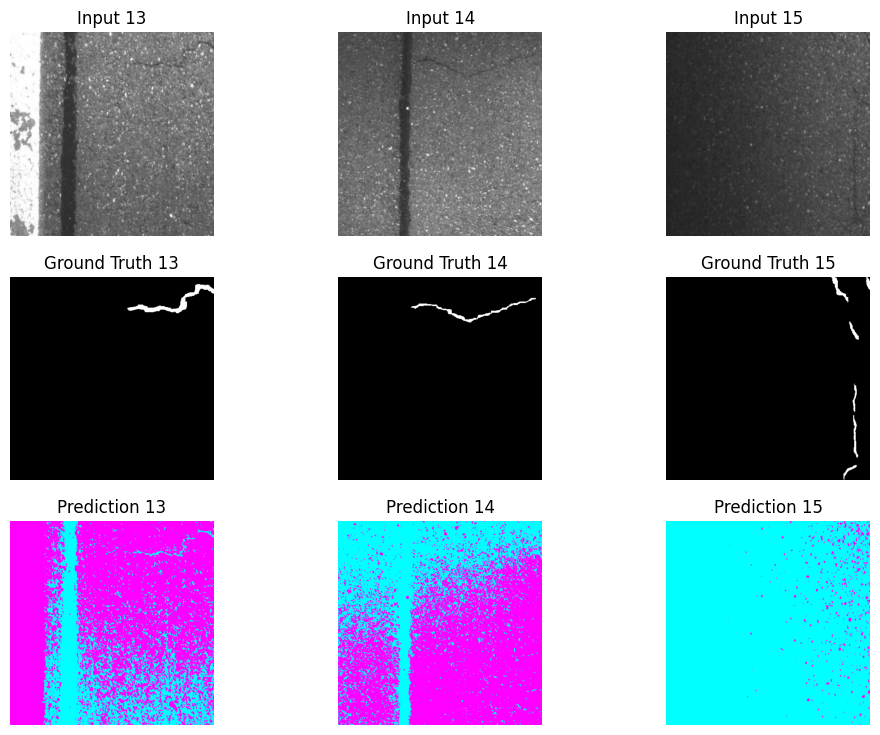 Input 13
Input 14
Input 15
Ground Truth 13
Ground Truth 14
Ground Truth 15
Prediction 13
Prediction 14
Prediction 15